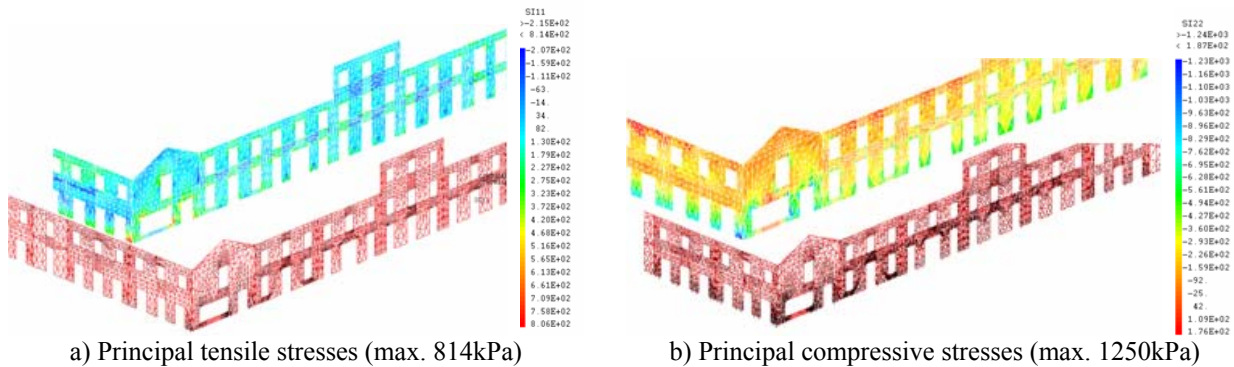 SI11
>-2.15E+02
< 8.14E+02
-2.07E+02
-1.59E+02
-1.11E+02
-63.
-14.
34.
82.
1.30E+02
1.79E+02
2.27E+02
2.75E+02
3.23E+02
3.72E+02
4.20E+02
4.68E+02
5.16E+02
5.65E+02
6.13E+02
6.61E+02
7.09E+02
7.58E+02
8.06E+02
a) Principal tensile stresses (max. 814kPa)
SI22
>-1.24E+03
< 1.87E+02
-1.23E+03
-1.16E+03
-1.10E+03
-1.03E+03
-9.63E+02
-8.96E+02
-8.29E+02
-7.62E+02
-6.95E+02
-6.28E+02
-5.61E+02
-4.94E+02
-4.27E+02
-3.60E+02
-2.93E+02
-2.26E+02
-1.59E+02
-92.
-25.
42.
1.09E+02
1.76E+02
b) Principal compressive stresses (max. 1250kPa)